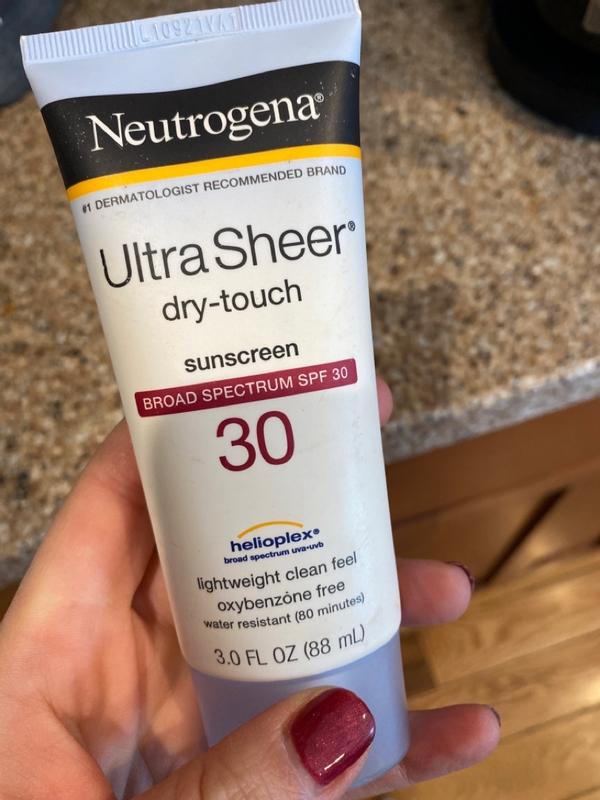 Neutrogena®
#1 DERMATOLOGIST RECOMMENDED BRAND
Ultra Sheer®
dry-touch
sunscreen
BROAD SPECTRUM SPF 30
30
helioplex®
broad spectrum uva•uvb
lightweight clean feel
oxybenzone free
water resistant (80 minutes)
3.0 FL OZ (88 mL)